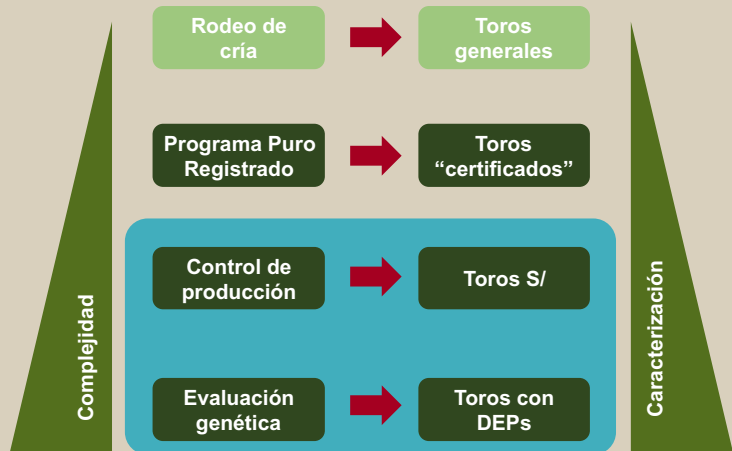 Rodeo de
cría
Toros
generales
Programa Puro
Registrado
Toros
“certificados”
Control de
producción
Toros S/
Evaluación
genética
Toros con
DEPs
Complejidad
Caracterización